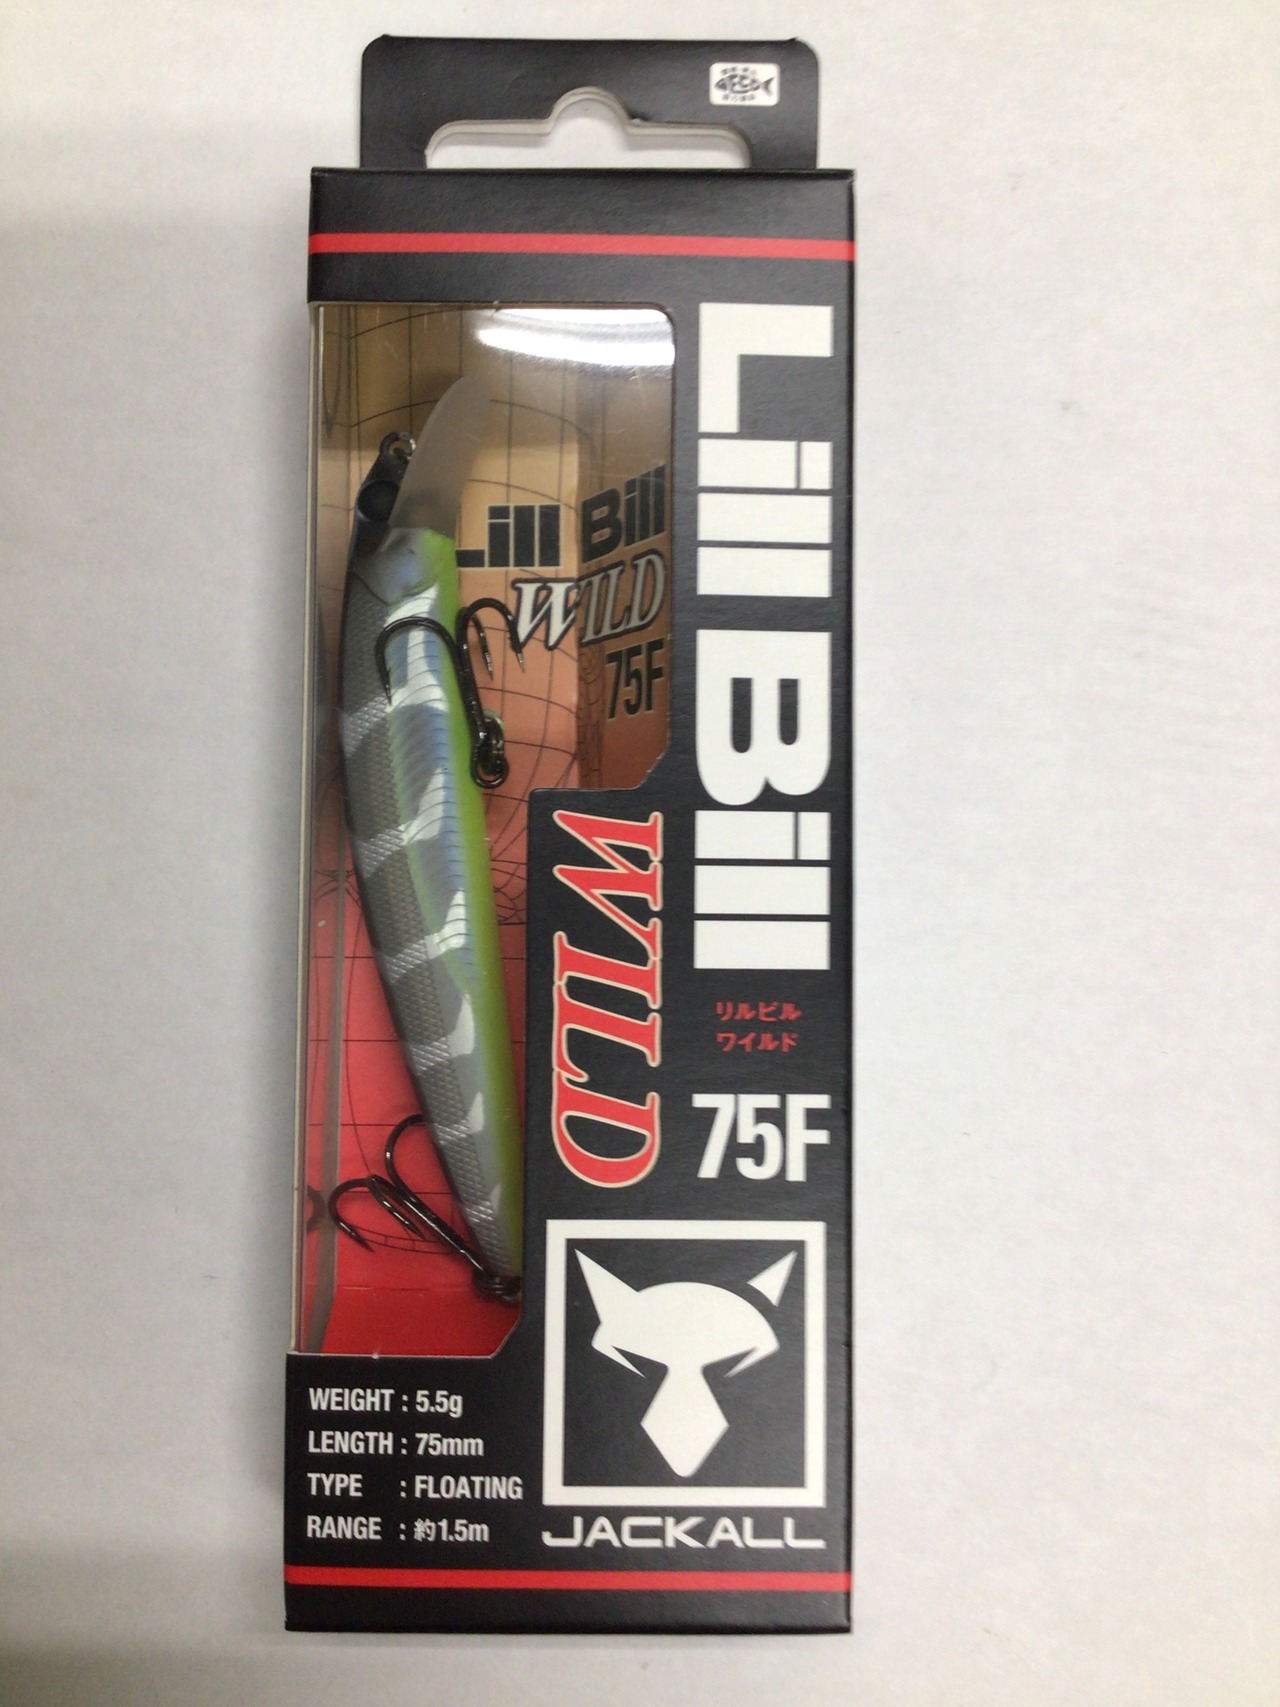 Lill Bill
WILD
75F
Lill Bill
リルビル
ワイルド
WILD
75F
WEIGHT : 5.5g
LENGTH : 75mm
TYPE : FLOATING
RANGE : 約1.5m
JACKALL